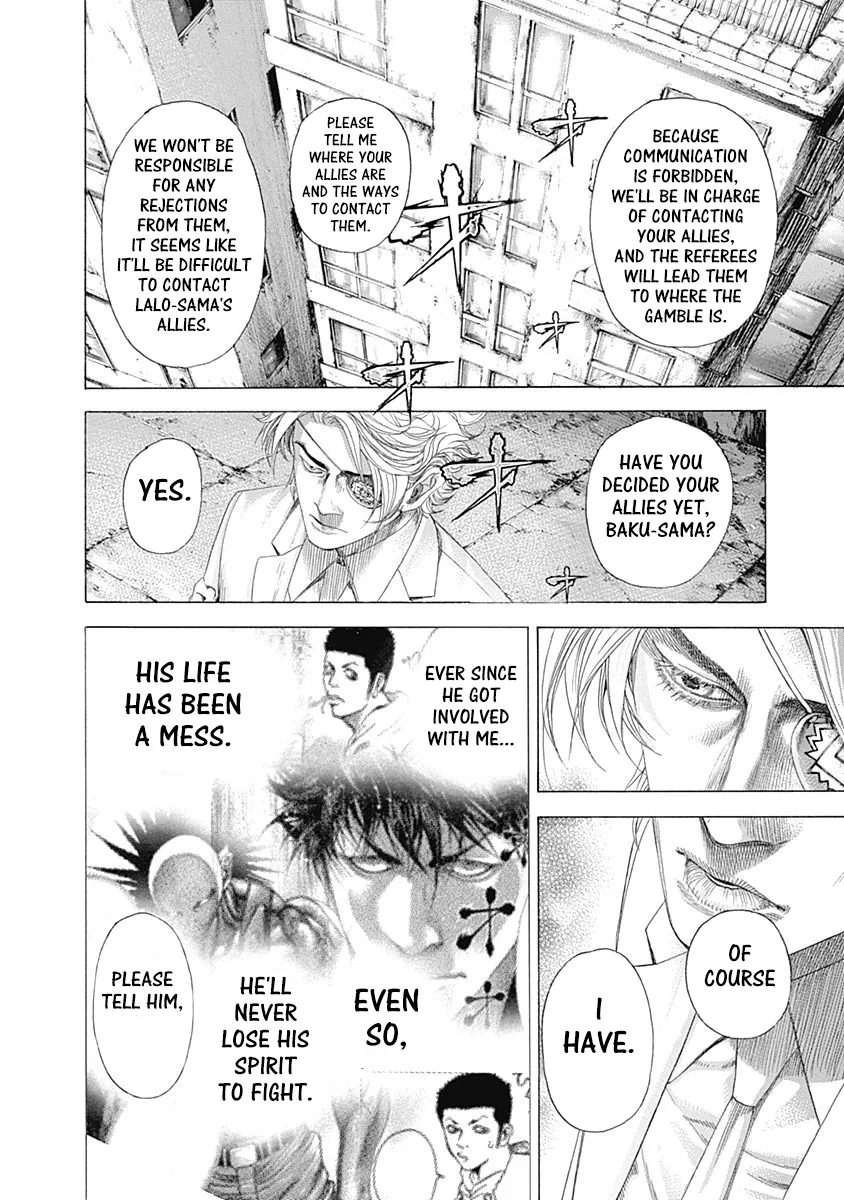 BECAUSE
COMMUNICATION
IS FORBIDDEN,
WE'LL BE IN CHARGE
OF CONTACTING
YOUR ALLIES,
AND THE REFEREES
WILL LEAD THEM
TO WHERE THE
GAMBLE IS.
PLEASE
TELL ME
WHERE YOUR
ALLIES ARE
AND THE WAYS
TO CONTACT
THEM.
WE WON'T BE
RESPONSIBLE
FOR ANY
REJECTIONS
FROM THEM,
IT SEEMS LIKE
IT'LL BE DIFFICULT
TO CONTACT
LALO-SAMA'S
ALLIES.
HAVE YOU
DECIDED YOUR
ALLIES YET,
BAKU-SAMA?
YES.
OF
COURSE
I
HAVE.
EVER SINCE
HE GOT
INVOLVED
WITH ME...
HIS LIFE
HAS BEEN
A MESS.
EVEN
SO,
HE'LL
NEVER
LOSE HIS
SPIRIT
TO FIGHT.
PLEASE
TELL HIM,